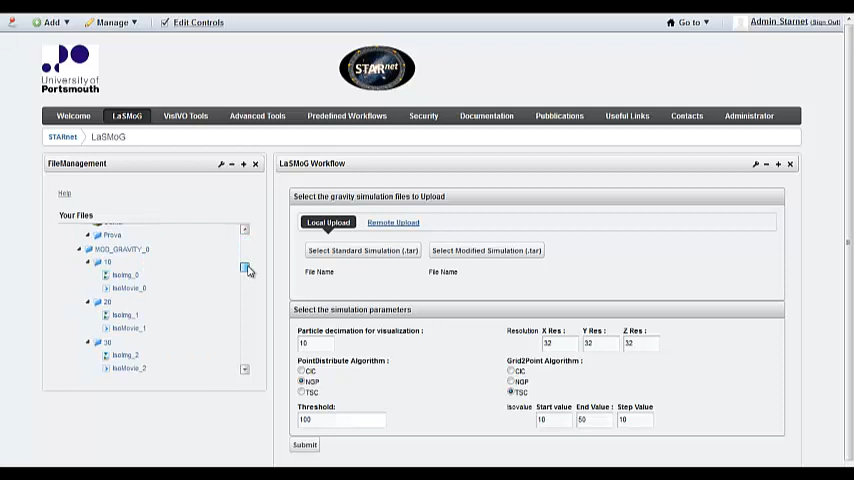 Add Manage Edit Controls Go to Admin Starnet (Sign Out)
University of
Portsmouth
STARnet
Welcome LaSMoG VisIVO Tools Advanced Tools Predefined Workflows Security Documentation Pubblications Useful Links Contacts Administrator
STARnet LaSMoG
FileManagement
Help
Your Files
Prova
MOD_GRAVITY_0
10
IsoImg_0
IsoMovie_0
20
IsoImg_1
IsoMovie_1
30
IsoImg_2
IsoMovie_2
LaSMoG Workflow
Select the gravity simulation files to Upload
Local Upload Remote Upload
Select Standard Simulation (.tar) Select Modified Simulation (.tar)
File Name File Name
Select the simulation parameters
Particle decimation for visualization :
10
Resolution X Res : Y Res : Z Res :
32 32 32
PointDistribute Algorithm :
CIC
NGP
TSC
Grid2Point Algorithm :
CIC
NGP
TSC
Threshold:
100
Isovalue Start value End Value : Step Value
10 50 10
Submit